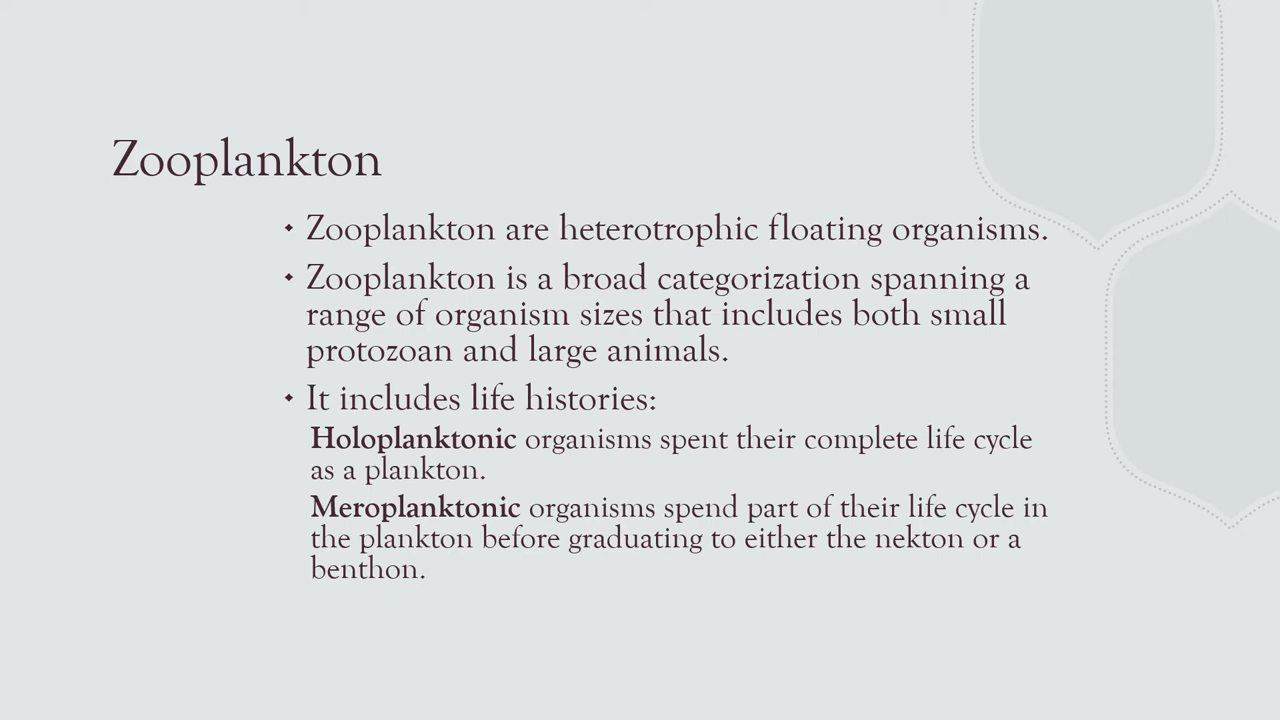 Zooplankton
• Zooplankton are heterotrophic floating organisms.
• Zooplankton is a broad categorization spanning a
range of organism sizes that includes both small
protozoan and large animals.
• It includes life histories:
Holoplanktonic organisms spent their complete life cycle
as a plankton.
Meroplanktonic organisms spend part of their life cycle in
the plankton before graduating to either the nekton or a
benthon.